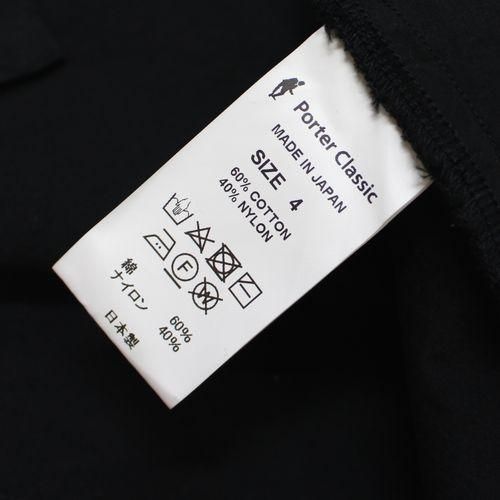 Porter Classic
MADE IN JAPAN
SIZE 4
60% COTTON
40% NYLON
F
W
綿 60%
ナイロン 40%
日本製